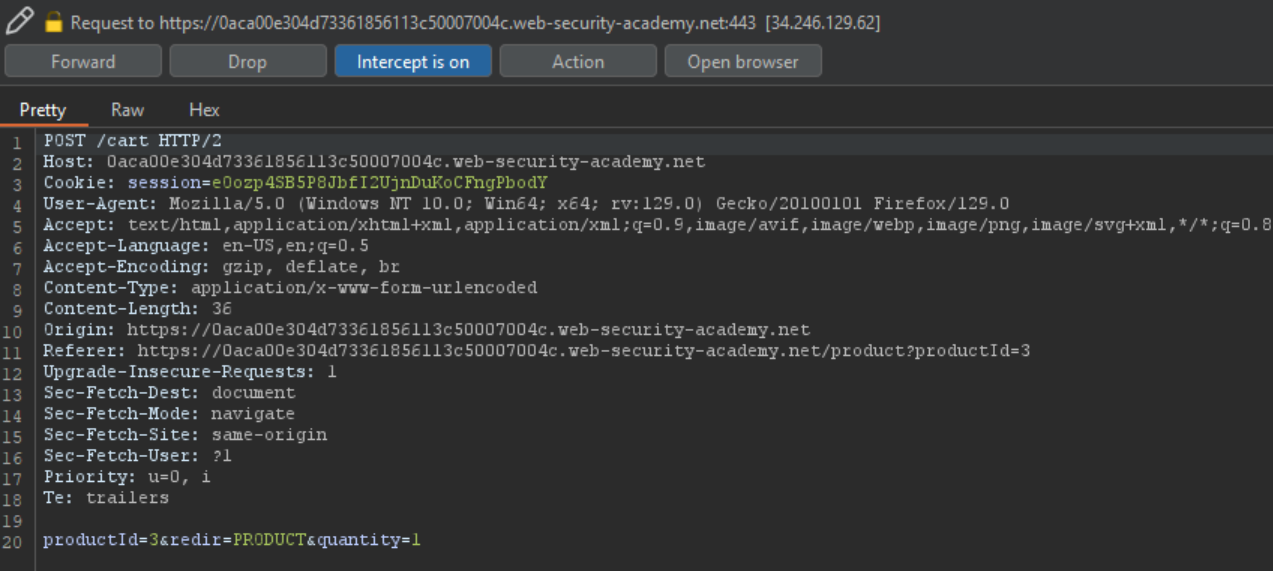 Request to https://0aca00e304d73361856113c50007004c.web-security-academy.net:443 [34.246.129.62]
Forward Drop Intercept is on Action Open browser
Pretty Raw Hex
1 POST /cart HTTP/2
2 Host: 0aca00e304d73361856113c50007004c.web-security-academy.net
3 Cookie: session=e0ozp4SB5P8JbfI2UjnDuKoCFngPbodY
4 User-Agent: Mozilla/5.0 (Windows NT 10.0; Win64; x64; rv:129.0) Gecko/20100101 Firefox/129.0
5 Accept: text/html,application/xhtml+xml,application/xml;q=0.9,image/avif,image/webp,image/png,image/svg+xml,*/*;q=0.8
6 Accept-Language: en-US,en;q=0.5
7 Accept-Encoding: gzip, deflate, br
8 Content-Type: application/x-www-form-urlencoded
9 Content-Length: 36
10 Origin: https://0aca00e304d73361856113c50007004c.web-security-academy.net
11 Referer: https://0aca00e304d73361856113c50007004c.web-security-academy.net/product?productId=3
12 Upgrade-Insecure-Requests: 1
13 Sec-Fetch-Dest: document
14 Sec-Fetch-Mode: navigate
15 Sec-Fetch-Site: same-origin
16 Sec-Fetch-User: ?1
17 Priority: u=0, i
18 Te: trailers
19
20 productId=3&redir=PRODUCT&quantity=1